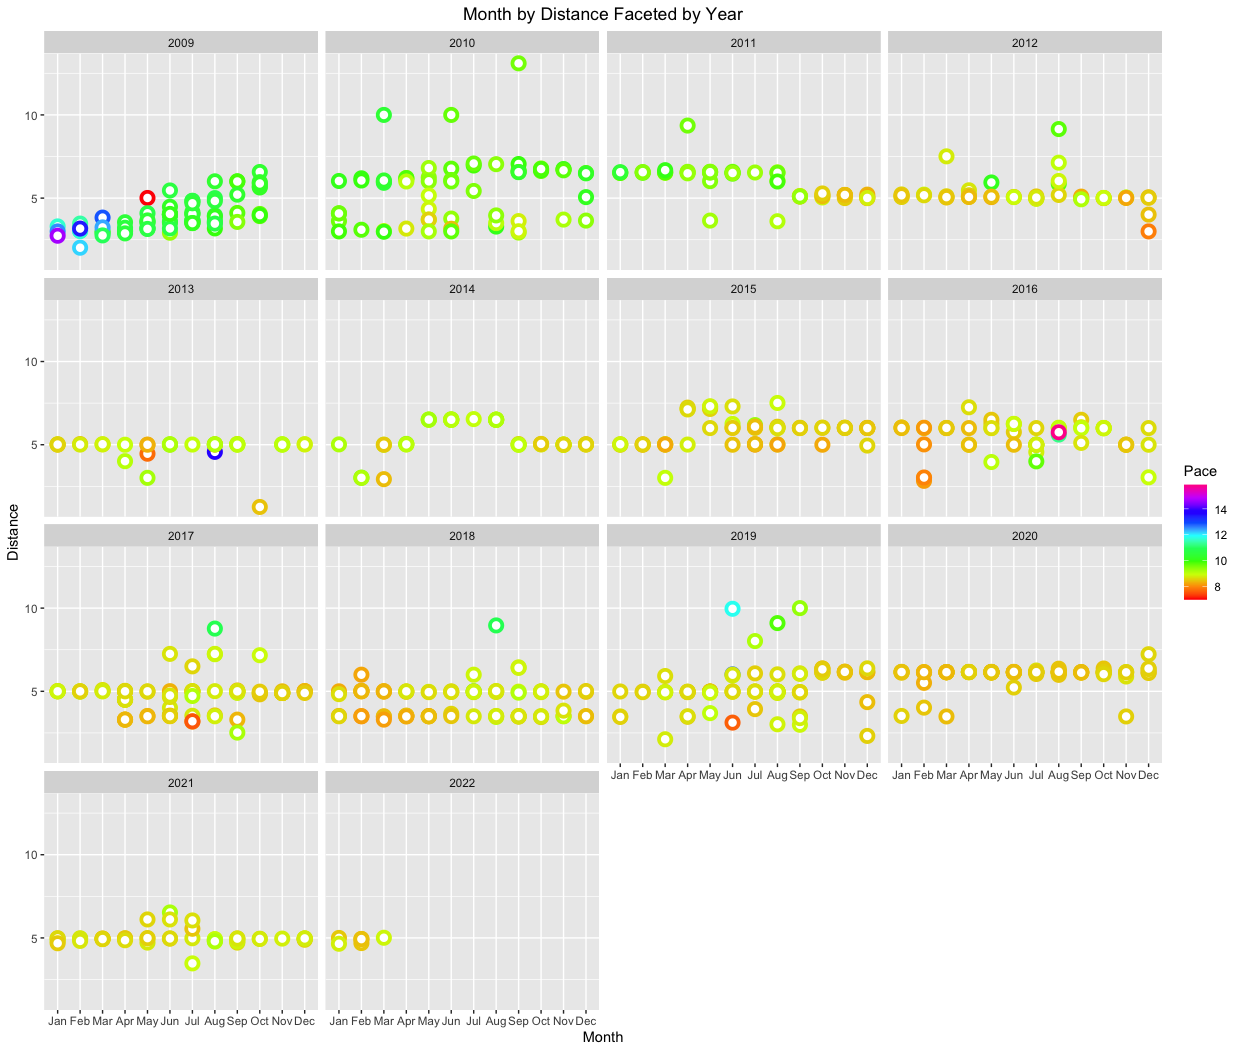 Month by Distance Faceted by Year
2009 2010 2011 2012
10
5
2013 2014 2015 2016
10
5
Pace
14
12
10
8
Distance
2017 2018 2019 2020
10
5
Jan Feb Mar Apr May Jun Jul Aug Sep Oct Nov Dec Jan Feb Mar Apr May Jun Jul Aug Sep Oct Nov Dec
2021 2022
10
5
Jan Feb Mar Apr May Jun Jul Aug Sep Oct Nov Dec Jan Feb Mar Apr May Jun Jul Aug Sep Oct Nov Dec
Month